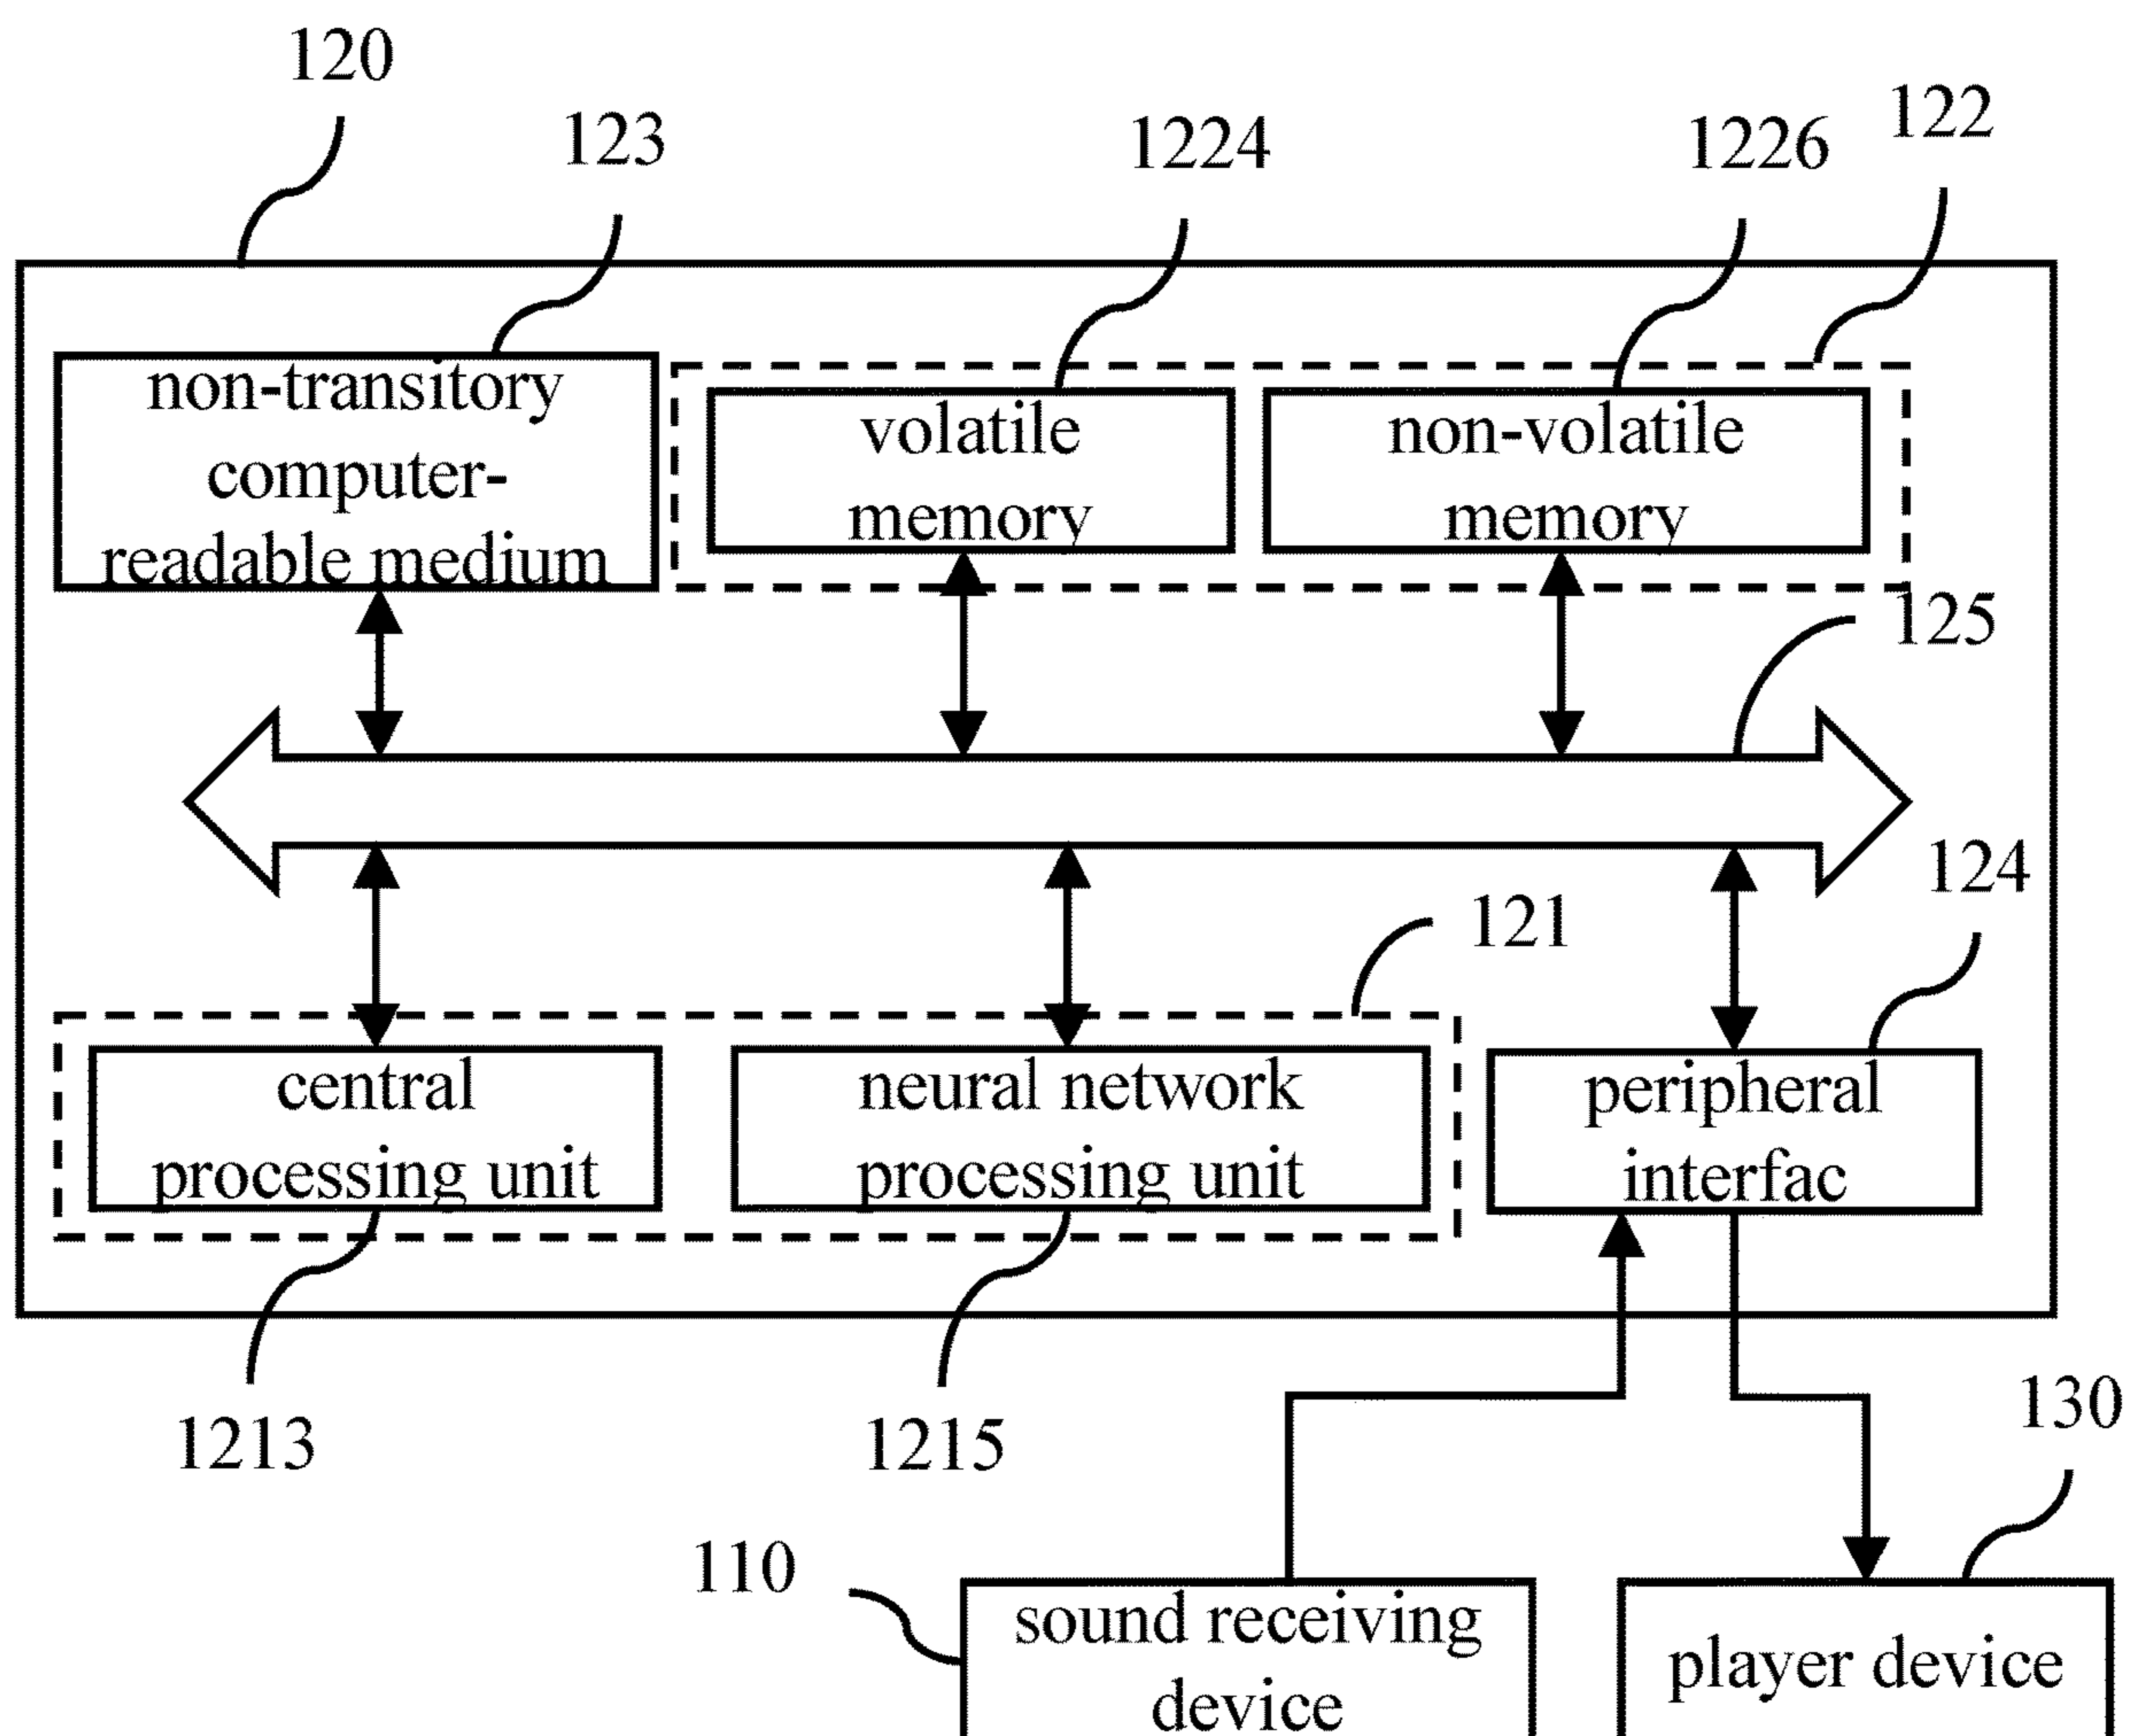 120
123
1224
1226
122
non-transitory
computer-
readable medium
volatile
memory
non-volatile
memory
125
124
121
central
processing unit
neural network
processing unit
peripheral
interfac
1213
1215
130
110
sound receiving
device
player device